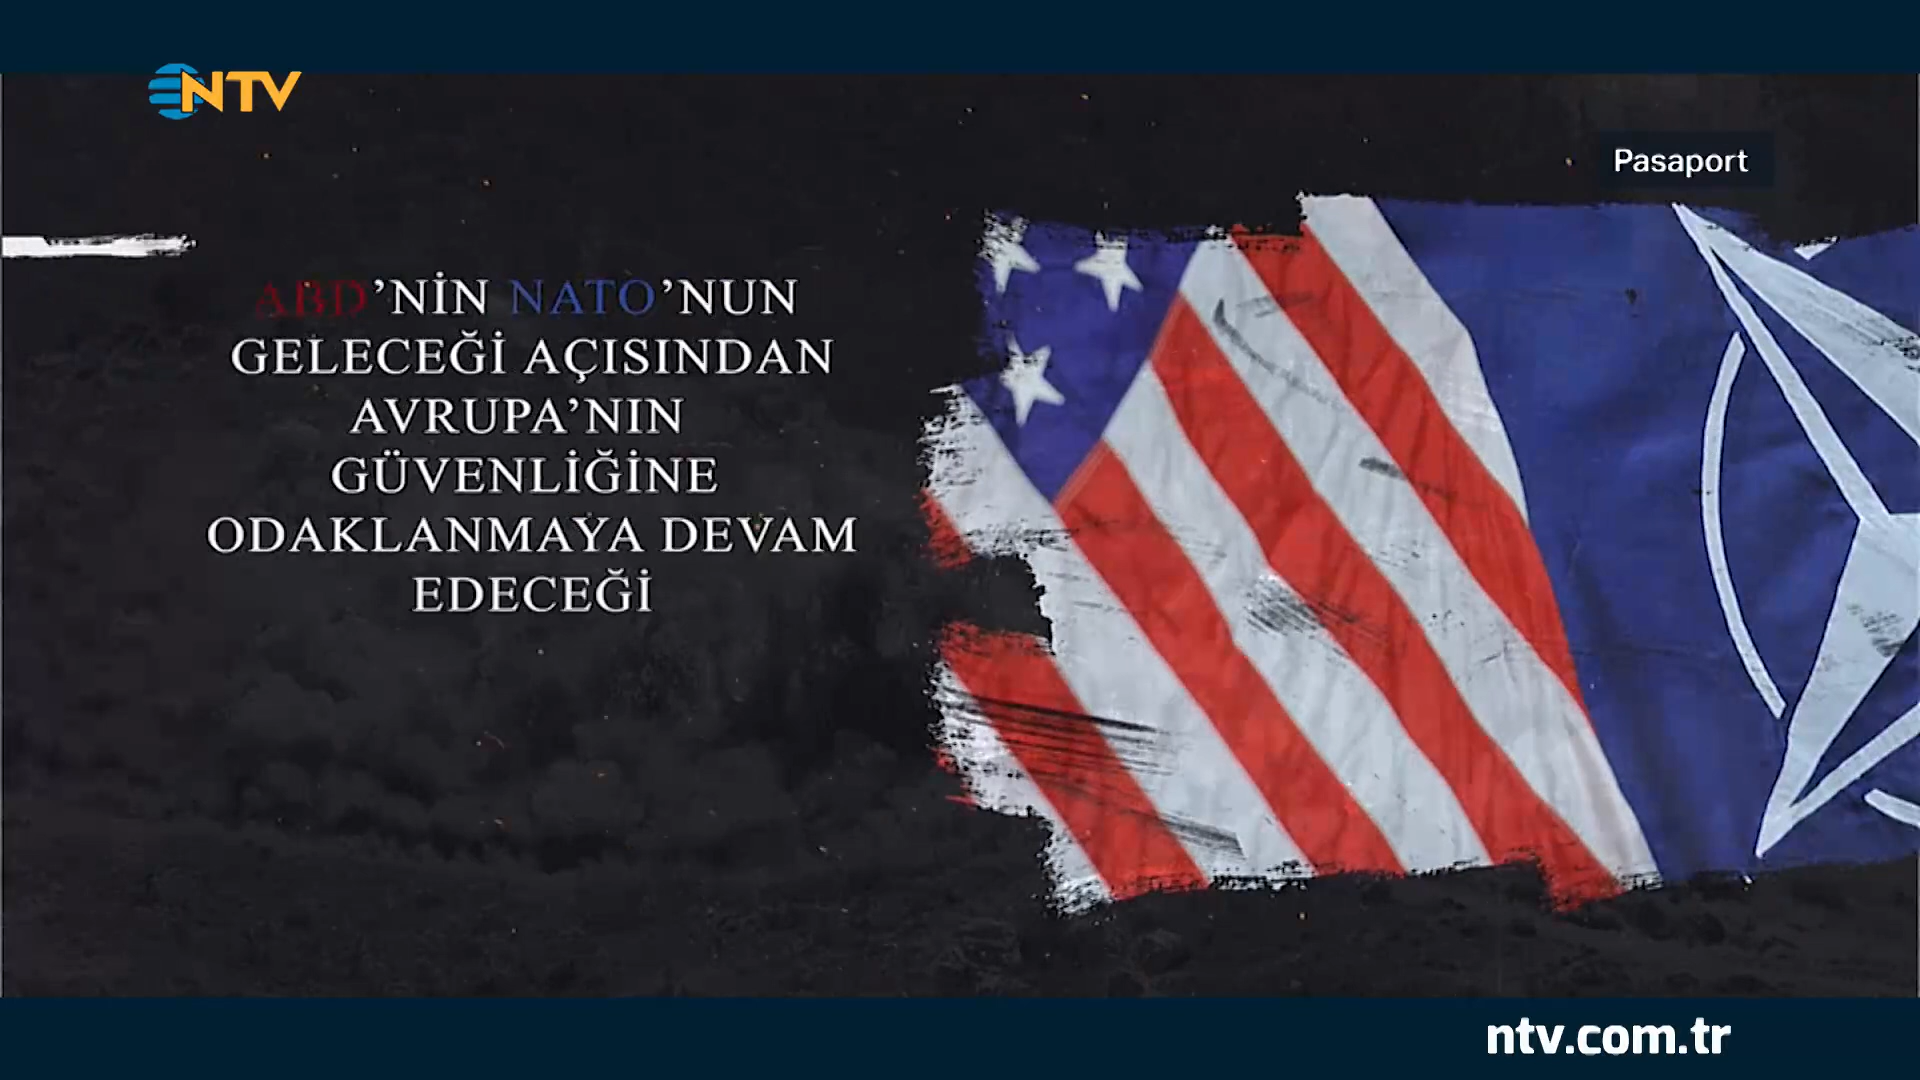 NTV
Pasaport
ABD’NİN NATO’NUN
GELECEĞİ AÇISINDAN
AVRUPA’NIN
GÜVENLİĞİNE
ODAKLANMAYA DEVAM
EDECEĞİ
ntv.com.tr